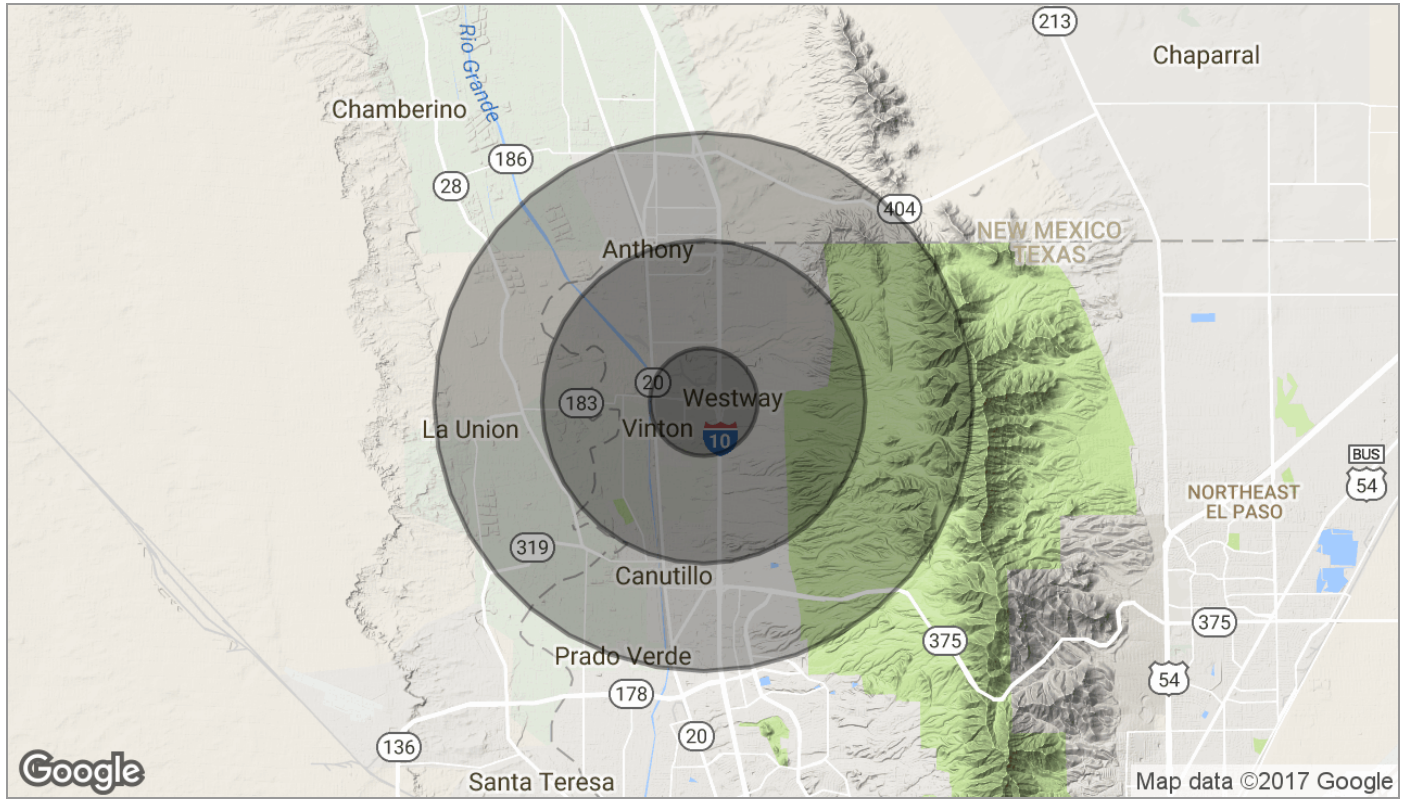 213
Chaparral
Rio Grande
Chamberino
186
28
404
NEW MEXICO
TEXAS
Anthony
20
183
Westway
La Union
Vinton
10
BUS
54
NORTHEAST
EL PASO
319
Canutillo
375
375
Prado Verde
54
178
20
136
Google
Santa Teresa
Map data ©2017 Google